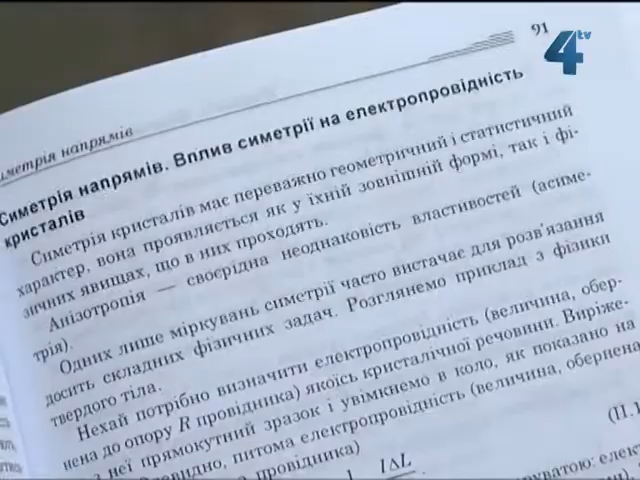 91
4tv
метрія напрямів
Симетрія напрямів. Вплив симетрії на електропровідність
кристалів
Симетрія кристалів має переважно геометричний і статистичний
характер, вона проявляється як у їхній зовнішній формі, так і фі-
зичних явищах, що в них проходять.
Анізотропія — своєрідна неоднаковість властивостей (асиме-
трія).
Одних лише міркувань симетрії часто вистачає для розв'язання
досить складних фізичних задач. Розглянемо приклад з фізики
твердого тіла.
Нехай потрібно визначити електропровідність (величина, обер-
нена до опору R провідника) якоїсь кристалічної речовини. Виріже-
з неї прямокутний зразок і увімкнемо в коло, як показано на
питома електропровідність (величина, обернена
провідника)
(П.1
IΔL